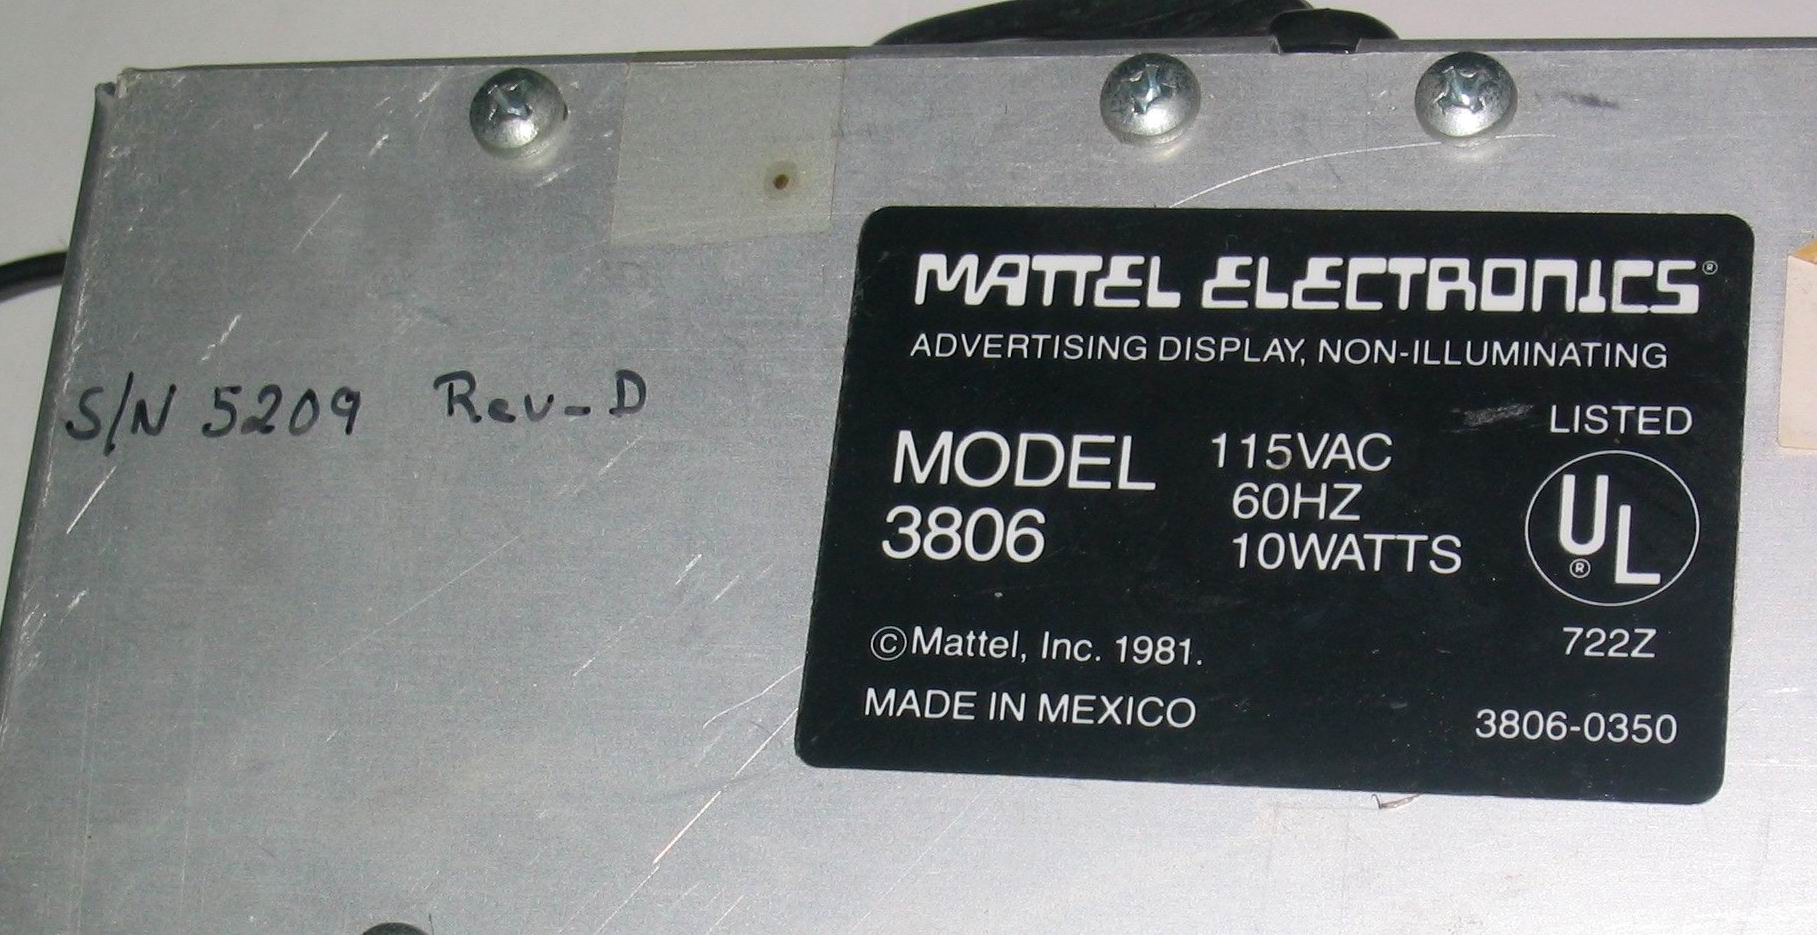 S/N 5209 Rev-D
MATTEL ELECTRONICS®
ADVERTISING DISPLAY, NON-ILLUMINATING
LISTED
MODEL
3806
115VAC
60HZ
10WATTS
UL®
©Mattel, Inc. 1981.
722Z
MADE IN MEXICO
3806-0350